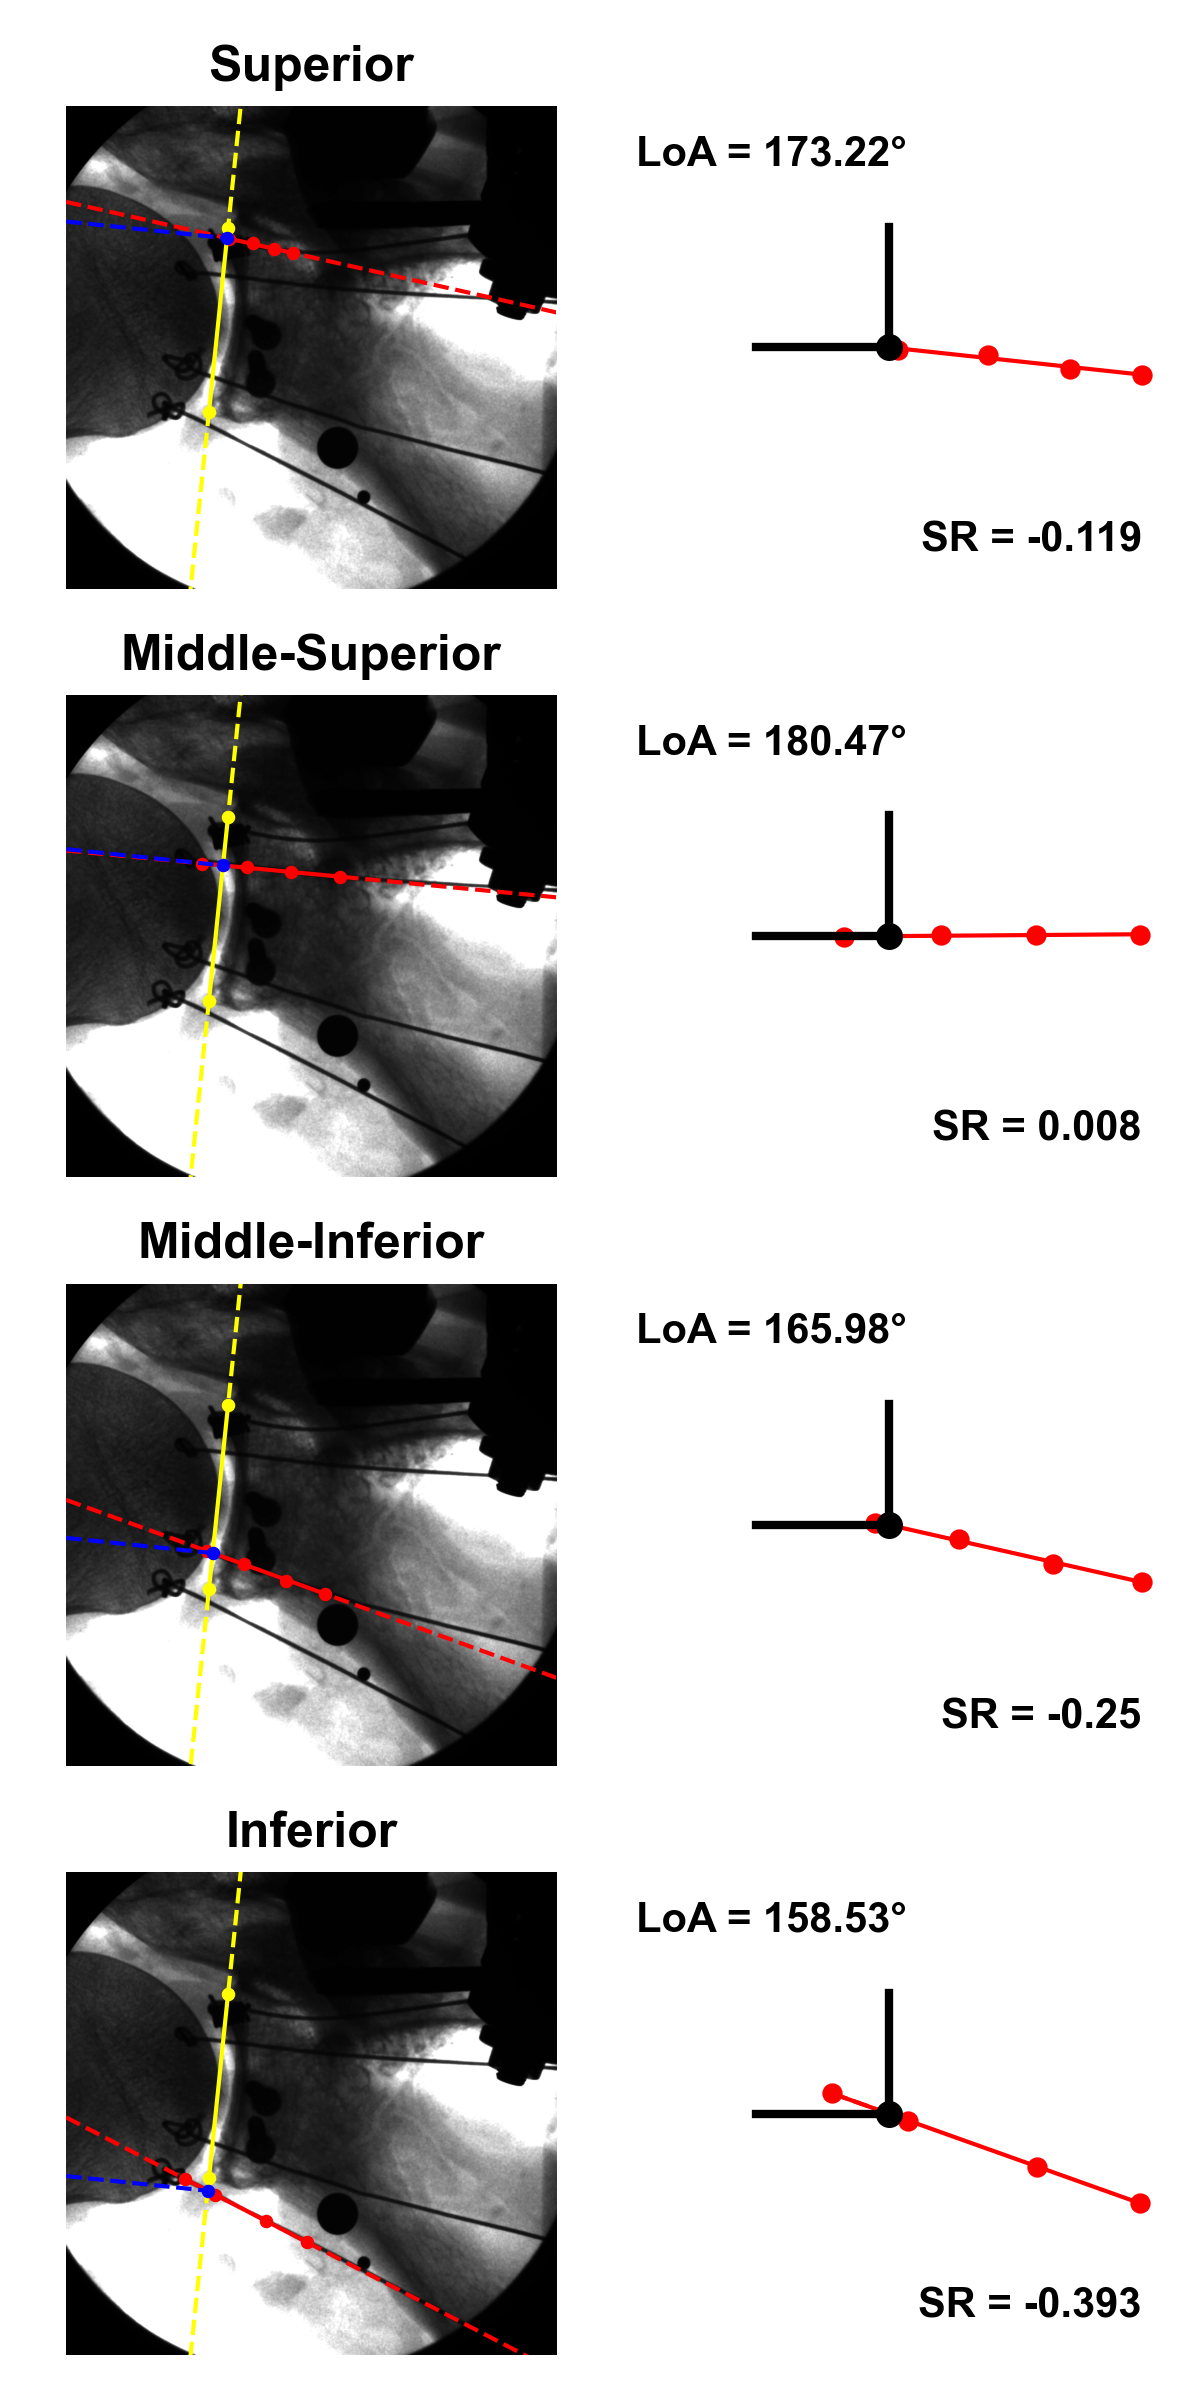 Superior
LoA = 173.22°
SR = -0.119
Middle-Superior
LoA = 180.47°
SR = 0.008
Middle-Inferior
LoA = 165.98°
SR = -0.25
Inferior
LoA = 158.53°
SR = -0.393